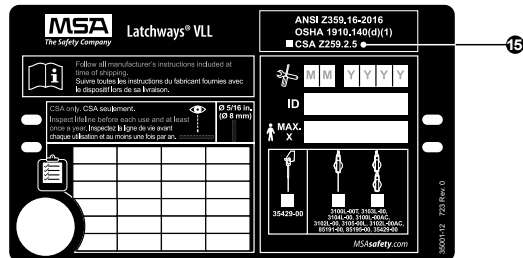 MSA
The Safety Company
Latchways® VLL
Follow all manufacturer's instructions included at
time of shipping.
Suivre toutes les instructions du fabricant fournies avec
le dispositif lors de sa livraison.
CSA only. CSA seulement.
Inspect lifeline before each use and at least
once a year. Inspectez la ligne de vie avant
chaque utilisation et au moins une fois par an.
Ø 5/16 in.
(Ø 8 mm)
ANSI Z359.16-2016
OSHA 1910.140(d)(1)
CSA Z259.2.5
15
M M Y Y Y Y
ID
MAX.
X
35429-00
3100L-00T, 3103L-00,
3104L-00, 3100L-00AC,
3102L-00, 3105-00L, 3102L-00AC,
85191-00, 85195-00, 35429-00
MSAsafety.com
35001-12 723 Rev. 0